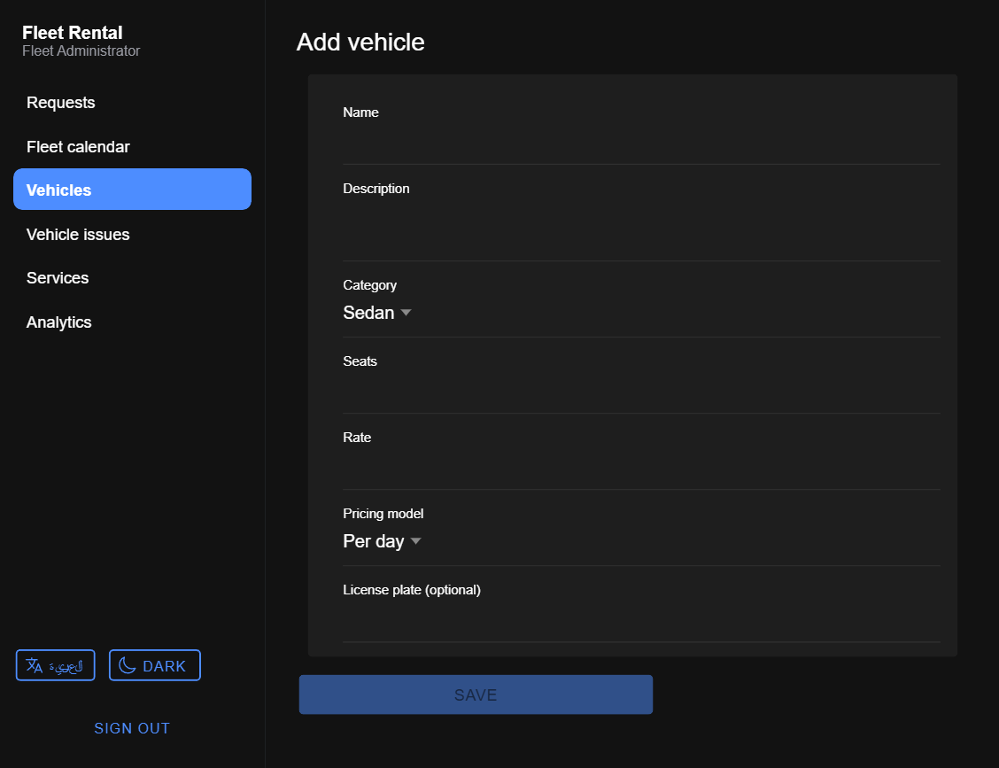 Fleet Rental
Fleet Administrator
Requests
Fleet calendar
Vehicles
Vehicle issues
Services
Analytics
العربية
DARK
SIGN OUT
Add vehicle
Name
Description
Category
Sedan
Seats
Rate
Pricing model
Per day
License plate (optional)
SAVE